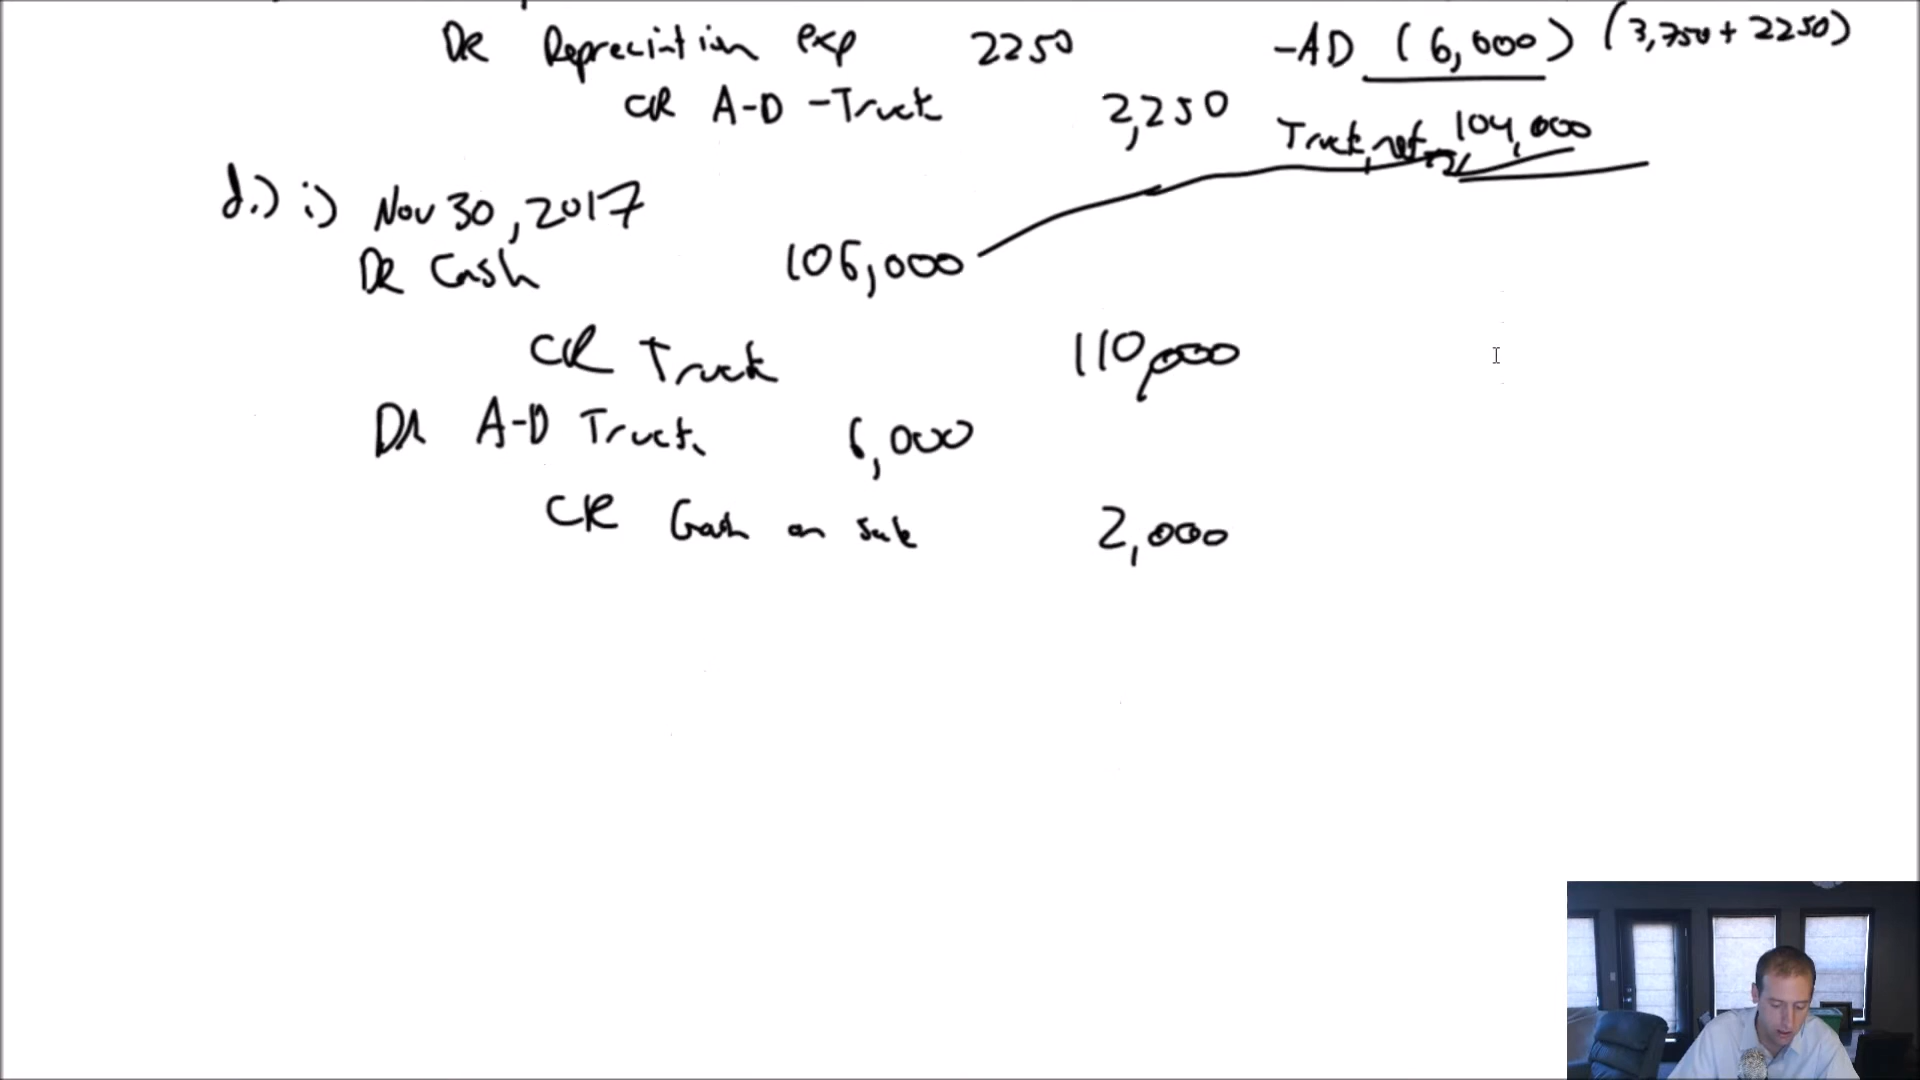 DR Depreciation exp 2250
-AD (6,000) (3,750 + 2250)
CR A-D -Truck 2,250
Truck, net 104,000
d.) i) Nov 30, 2017
DR Cash 106,000
CR Truck 110,000
DR A-D Truck 6,000
CR Gain on sale 2,000